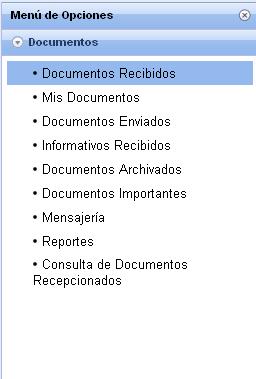 Menú de Opciones
Documentos
• Documentos Recibidos
• Mis Documentos
• Documentos Enviados
• Informativos Recibidos
• Documentos Archivados
• Documentos Importantes
• Mensajería
• Reportes
• Consulta de Documentos
Recepcionados